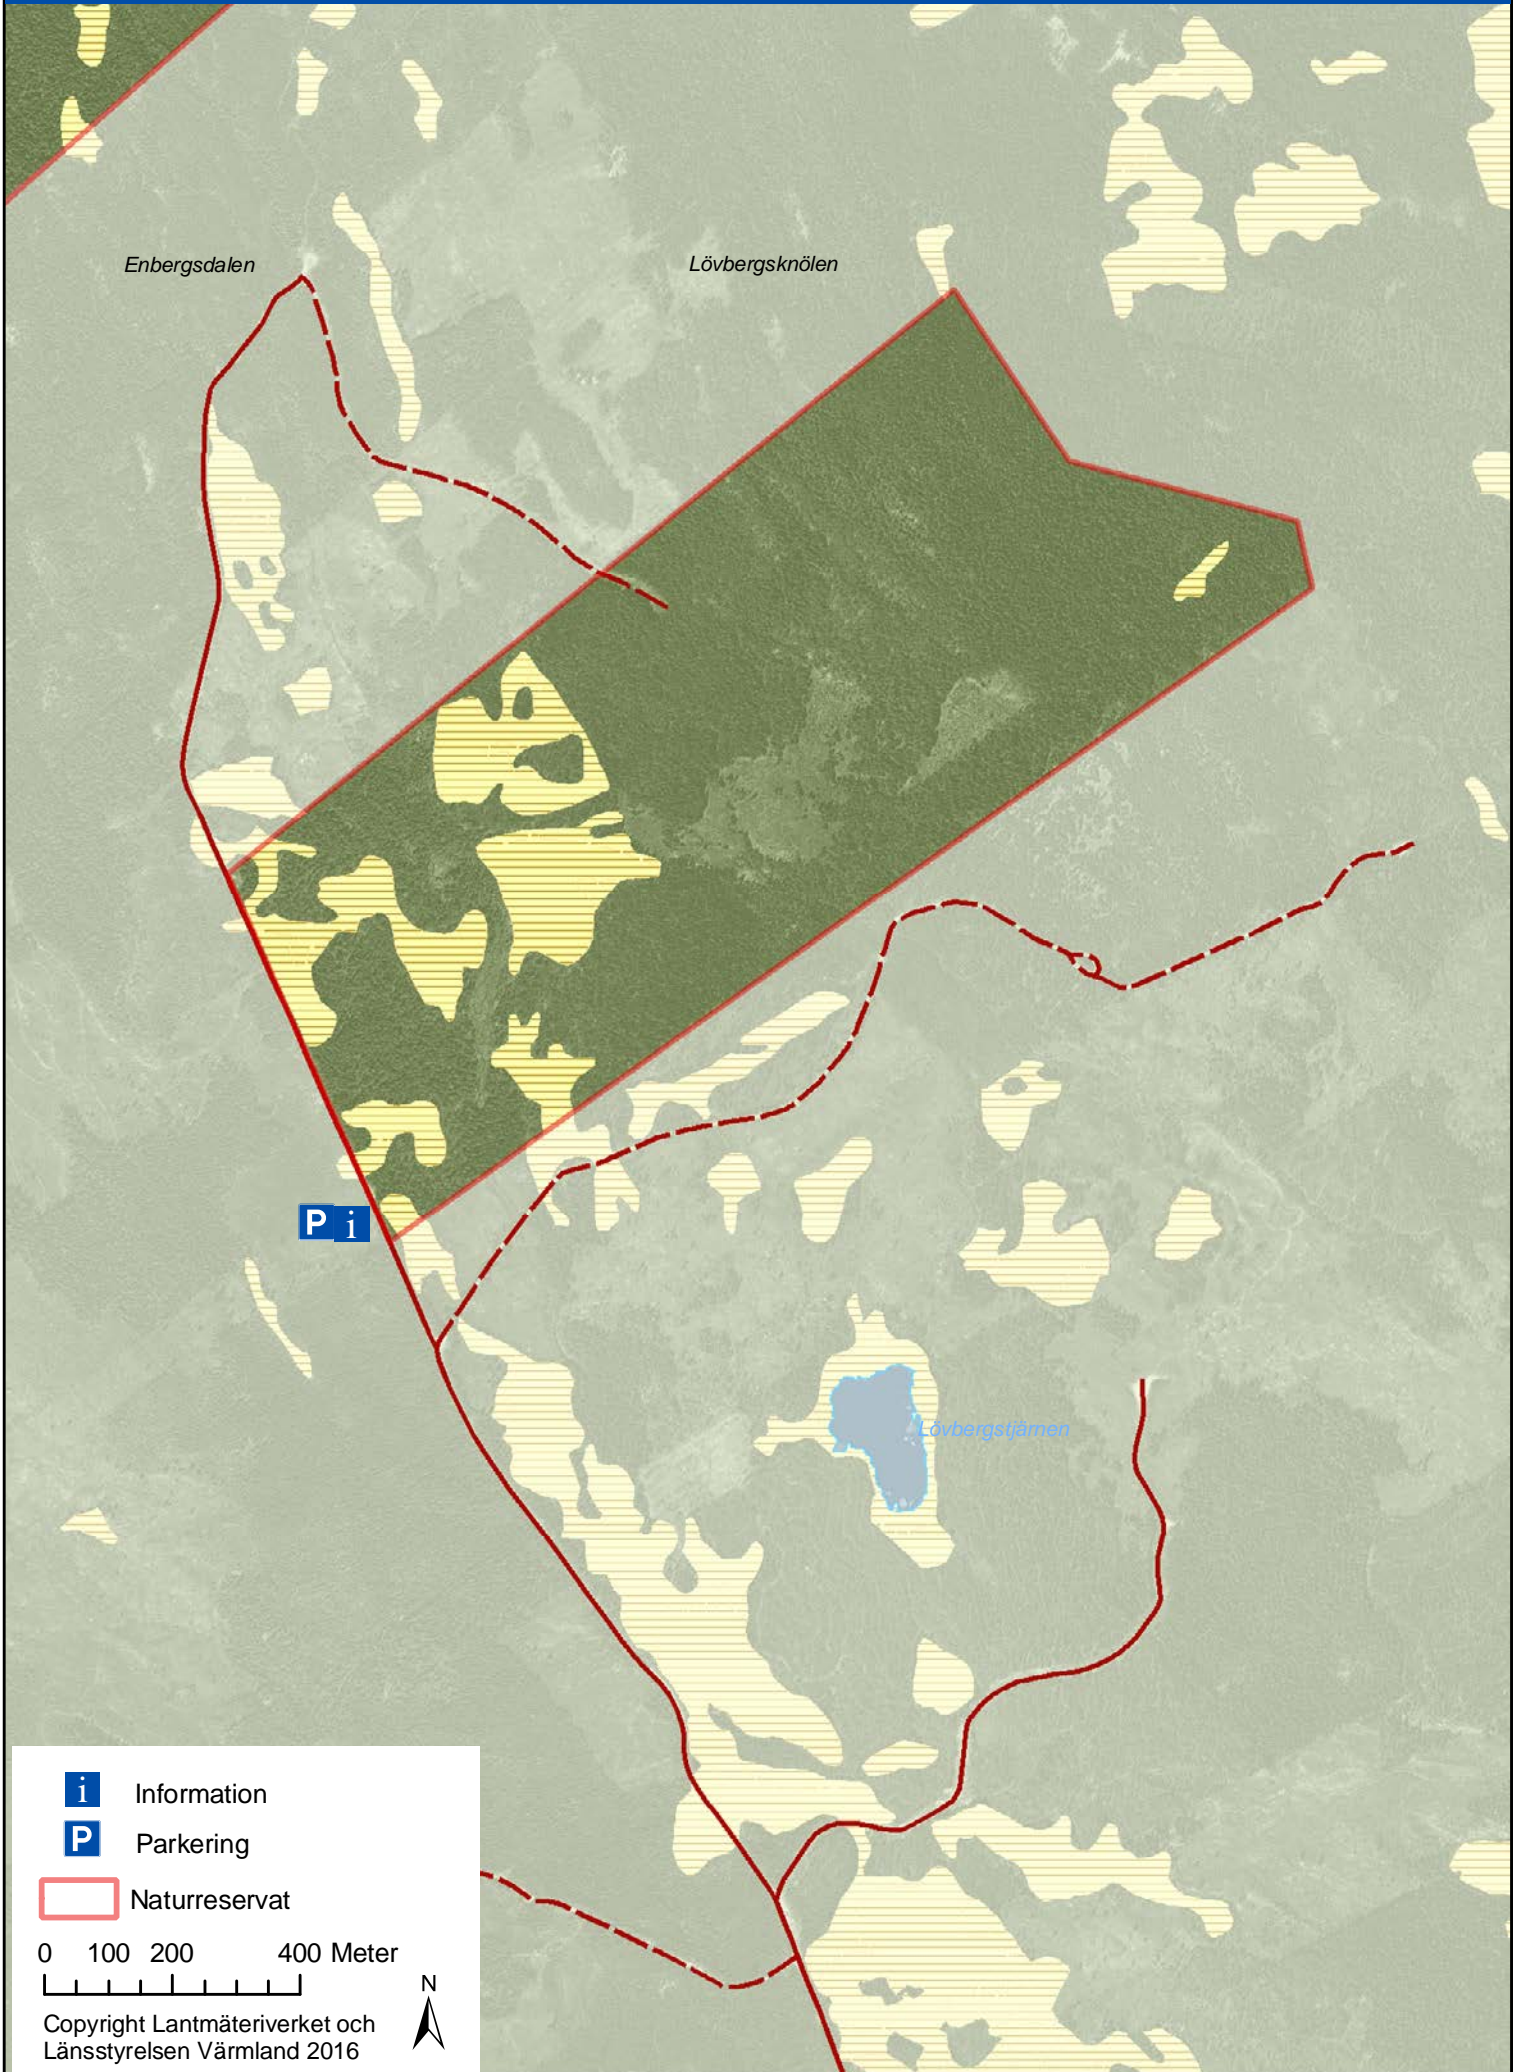 Enbergsdalen
Lövbergsknölen
P i
Lövbergstjärnen
i Information
P Parkering
Naturreservat
0 100 200 400 Meter
N
Copyright Lantmäteriverket och
Länsstyrelsen Värmland 2016